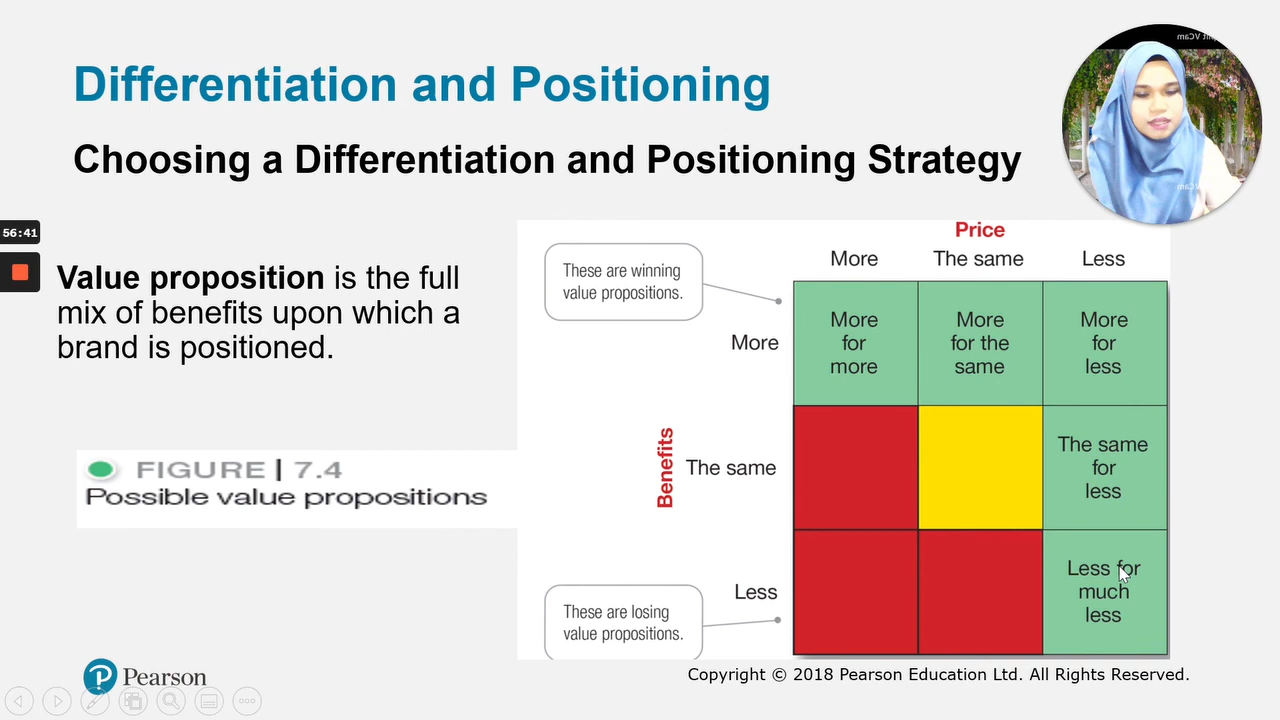 Differentiation and Positioning
Choosing a Differentiation and Positioning Strategy
56:41
Value proposition is the full
mix of benefits upon which a
brand is positioned.
FIGURE | 7.4
Possible value propositions
These are winning
value propositions.
These are losing
value propositions.
Price
More
The same
Less
Benefits
More
The same
Less
More
for
more
More
for the
same
More
for
less
The same
for
less
Less for
much
less
P Pearson
Copyright © 2018 Pearson Education Ltd. All Rights Reserved.